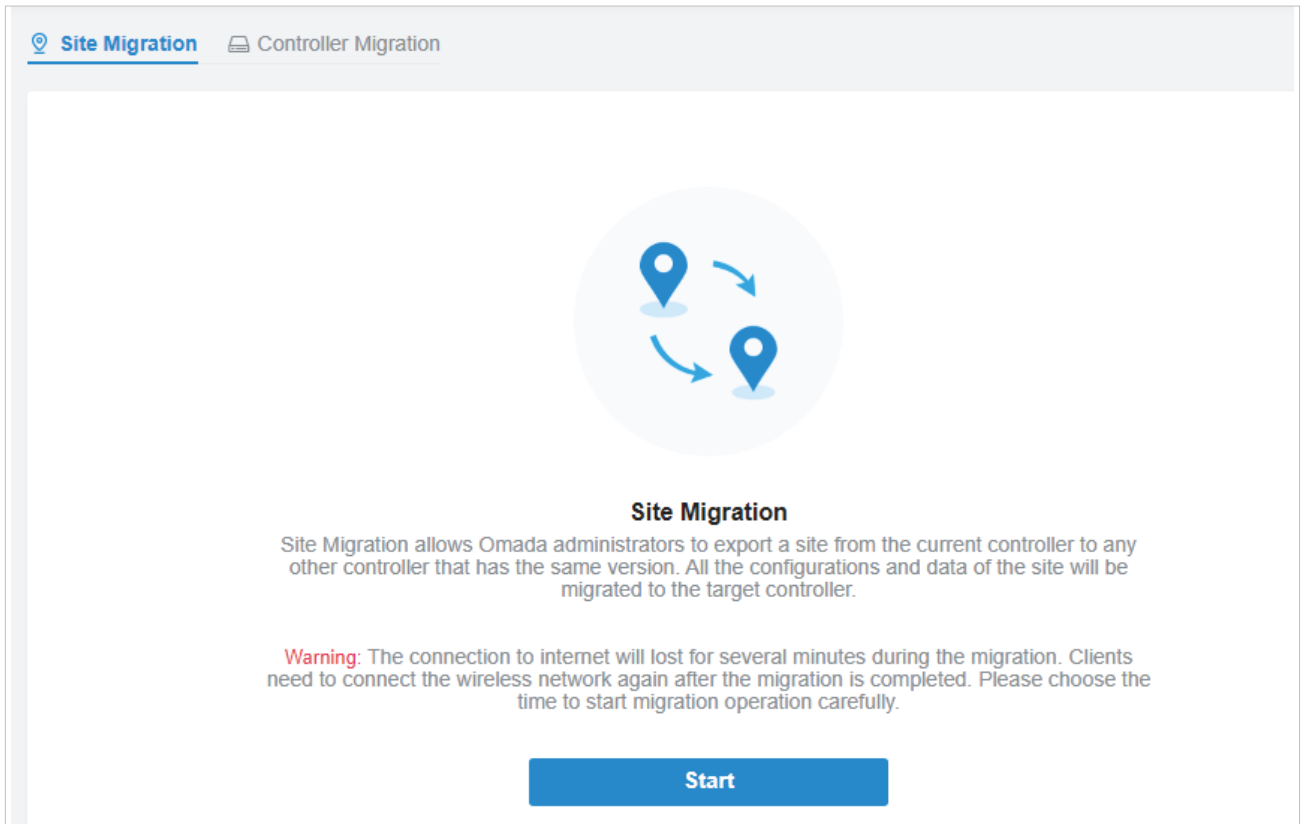 Site Migration Controller Migration
Site Migration
Site Migration allows Omada administrators to export a site from the current controller to any
other controller that has the same version. All the configurations and data of the site will be
migrated to the target controller.
Warning: The connection to internet will lost for several minutes during the migration. Clients
need to connect the wireless network again after the migration is completed. Please choose the
time to start migration operation carefully.
Start